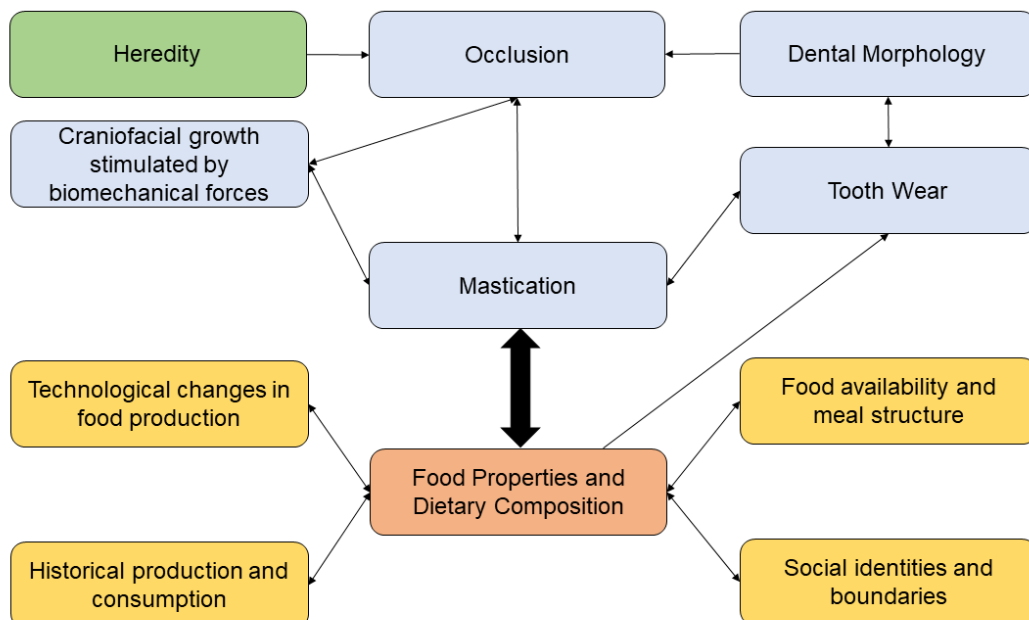 Heredity
Occlusion
Dental Morphology
Craniofacial growth
stimulated by
biomechanical forces
Tooth Wear
Mastication
Technological changes in
food production
Food availability and
meal structure
Food Properties and
Dietary Composition
Historical production and
consumption
Social identities and
boundaries